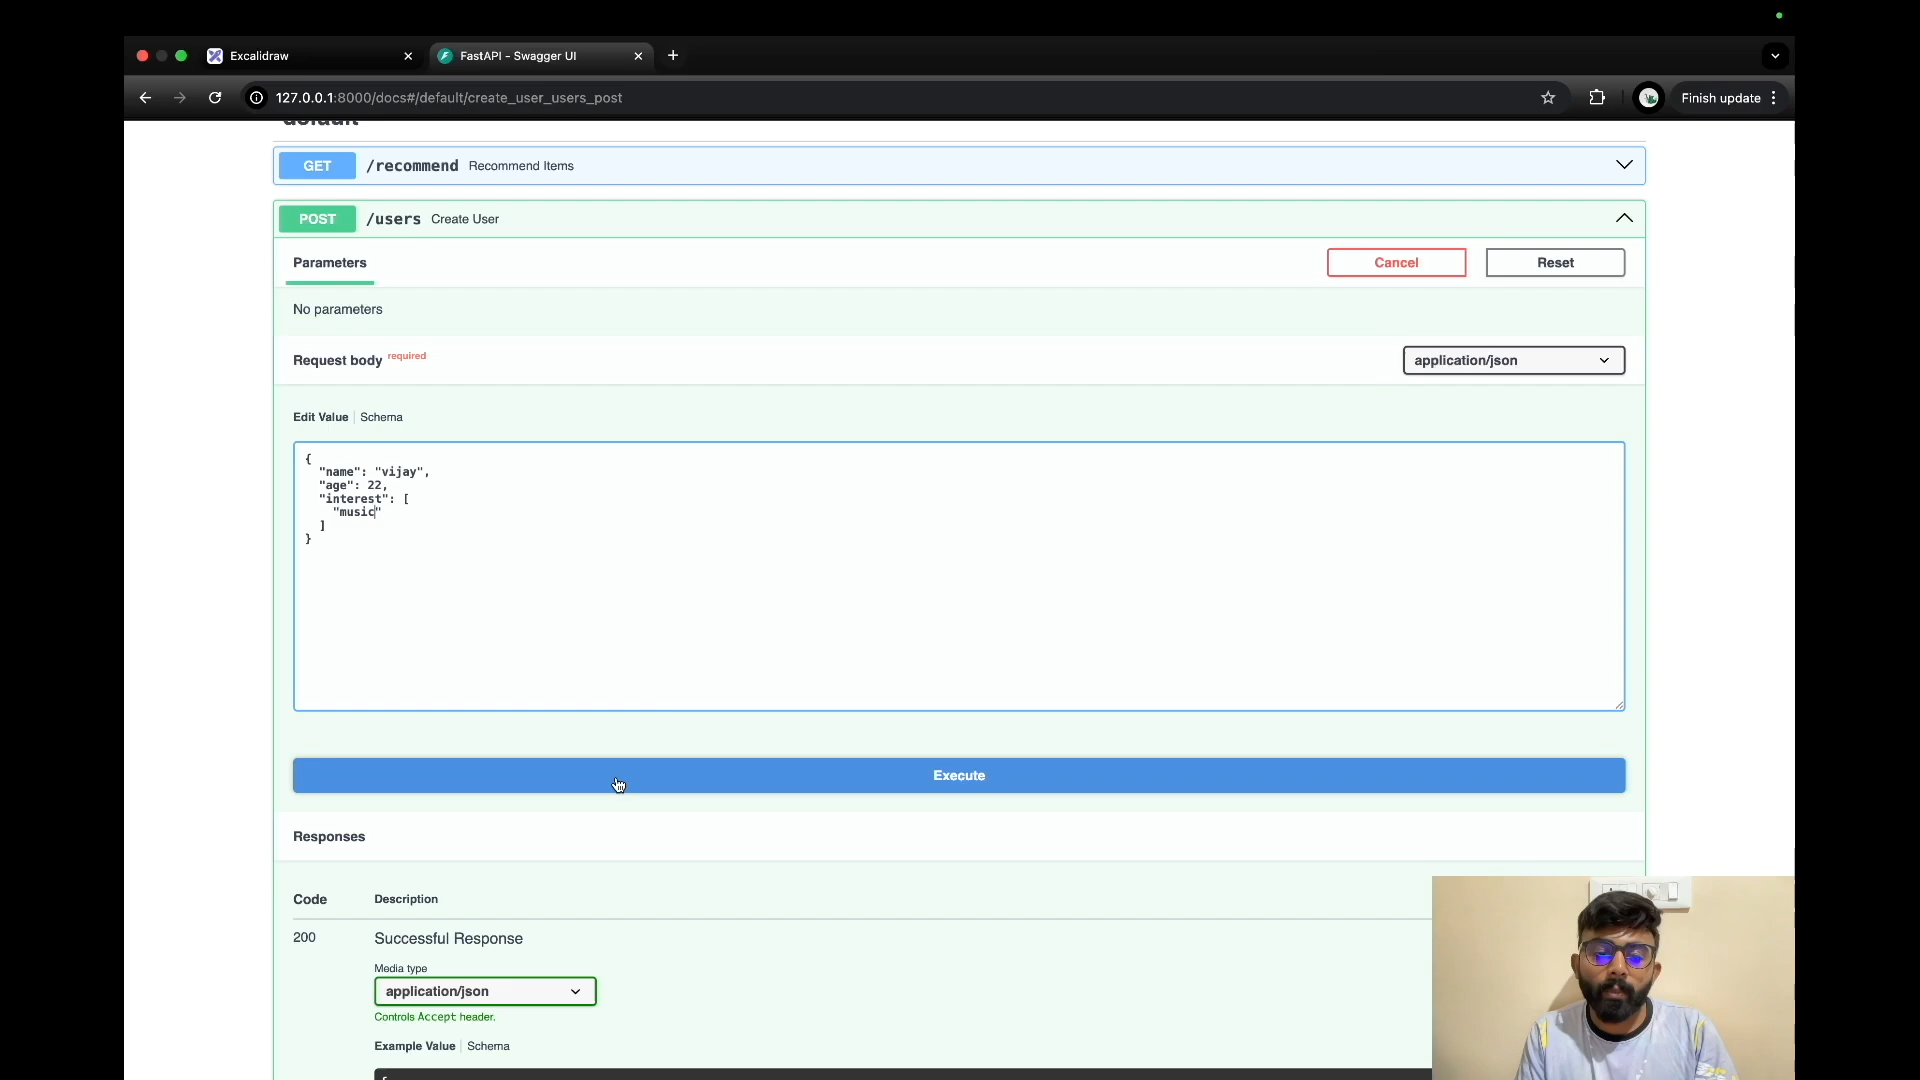 Excalidraw
FastAPI - Swagger UI
127.0.0.1:8000/docs#/default/create_user_users_post
Finish update
default
GET /recommend Recommend Items
POST /users Create User
Parameters
Cancel
Reset
No parameters
Request body required
application/json
Edit Value Schema
{
"name": "vijay",
"age": 22,
"interest": [
"music"
]
}
Execute
Responses
Code Description
200 Successful Response
Media type
application/json
Controls Accept header.
Example Value Schema
{